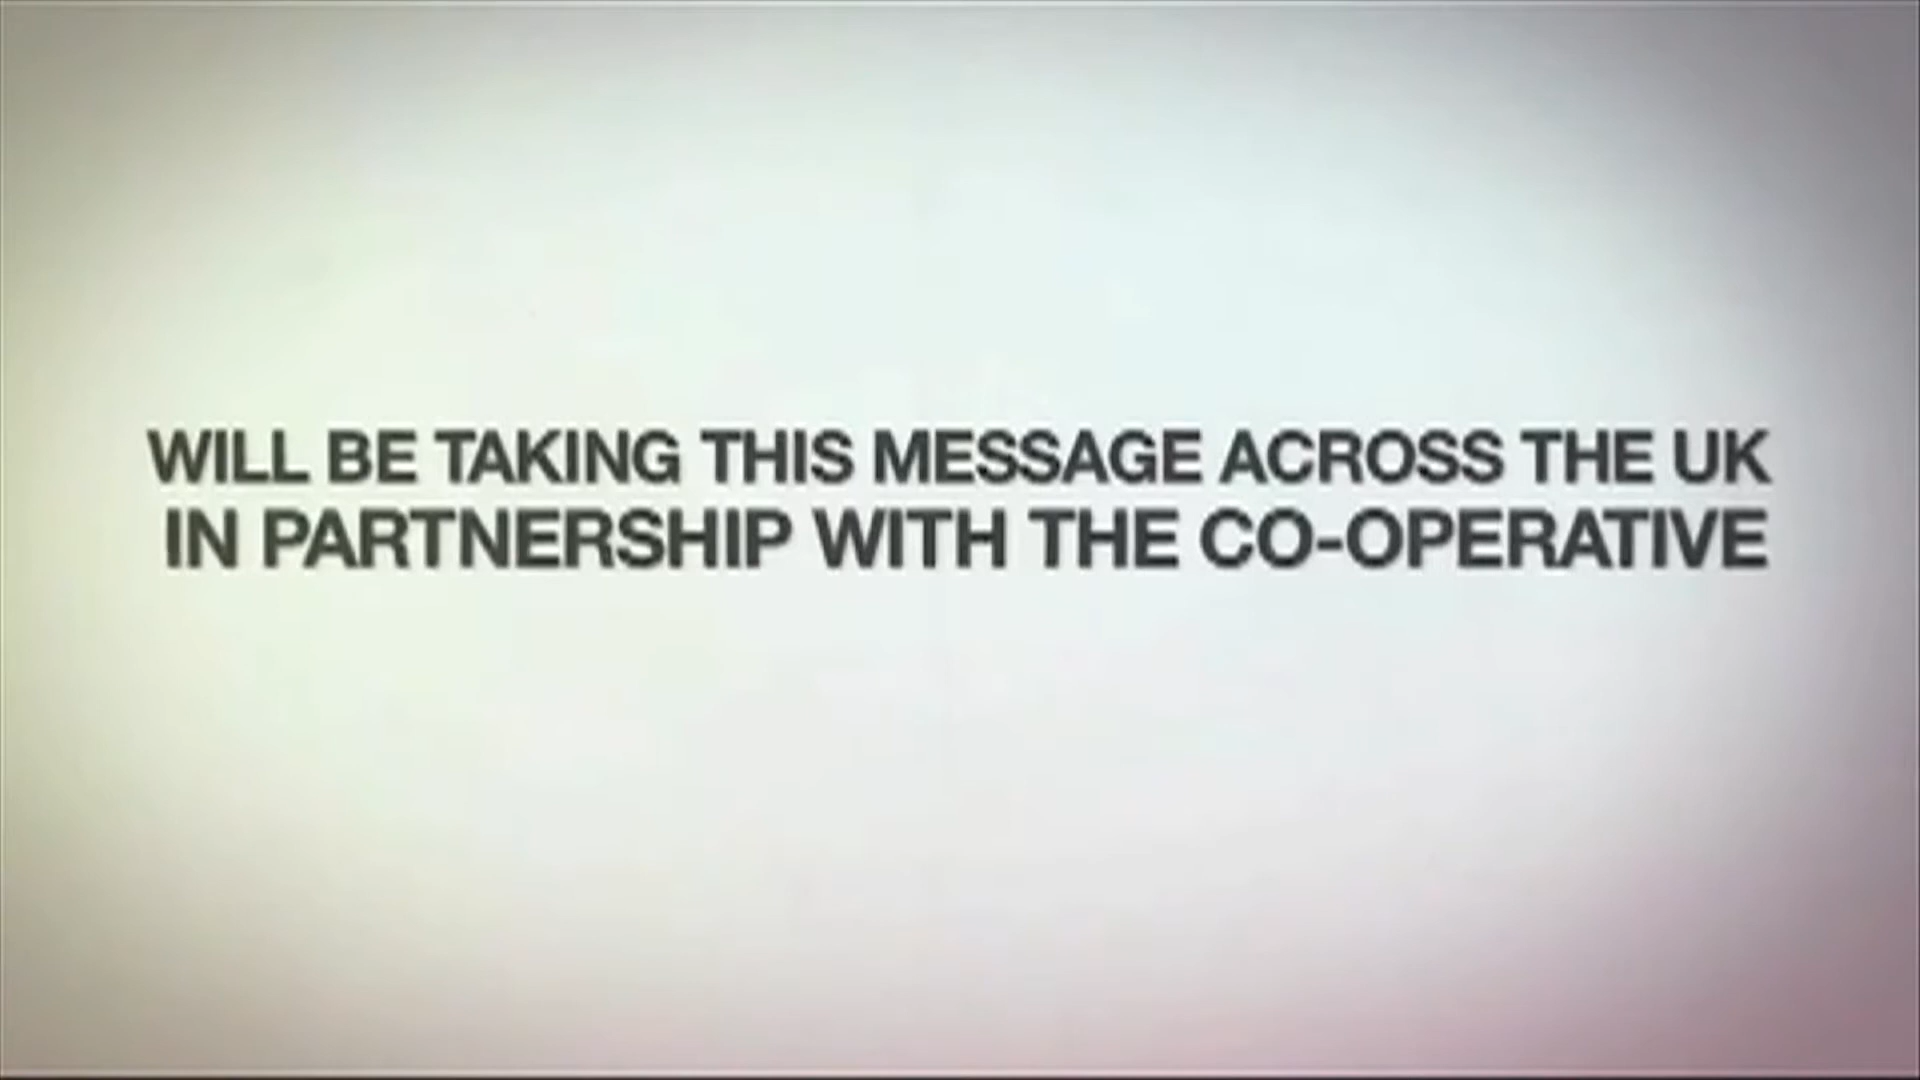 WILL BE TAKING THIS MESSAGE ACROSS THE UK
IN PARTNERSHIP WITH THE CO-OPERATIVE